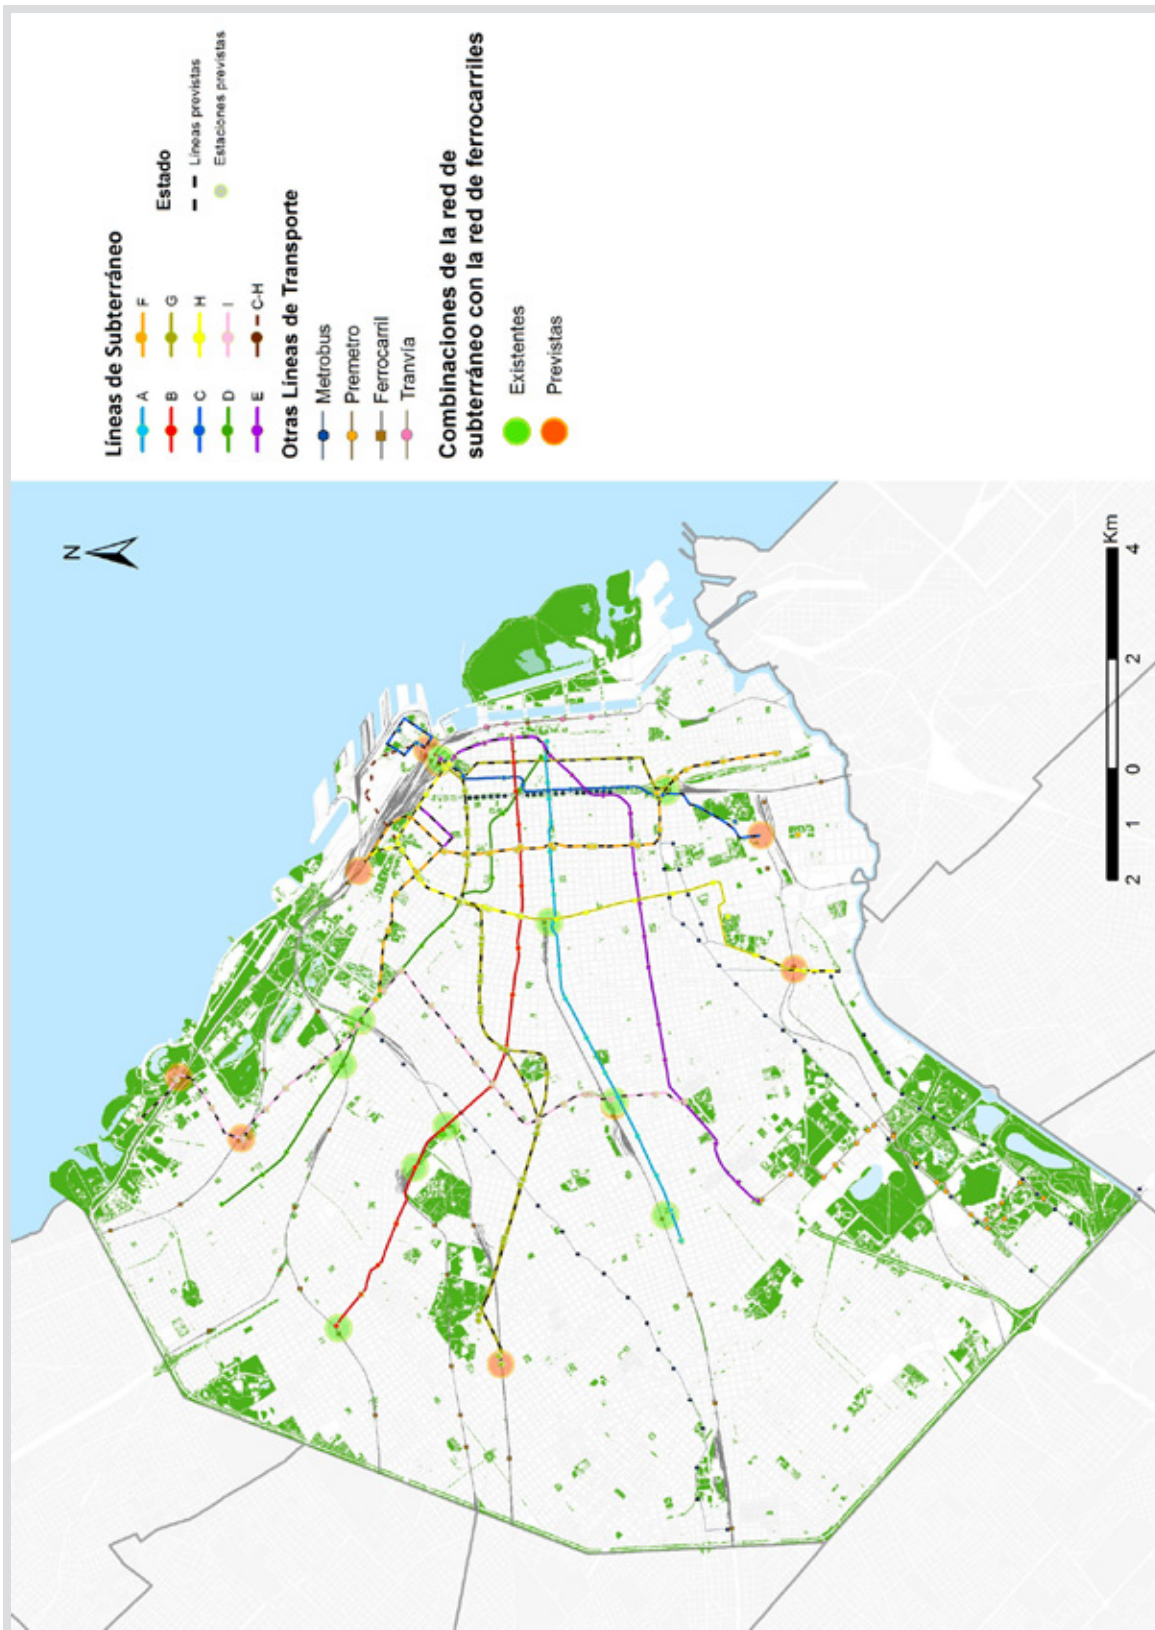 Líneas de Subterráneo
A
B
C
D
E
F
G
H
I
C-H
Estado
Líneas previstas
Estaciones previstas
Otras Líneas de Transporte
Metrobus
Premetro
Ferrocarril
Tranvía
Combinaciones de la red de
subterráneo con la red de ferrocarriles
Existentes
Previstas
N
2 1 0 2 4
Km